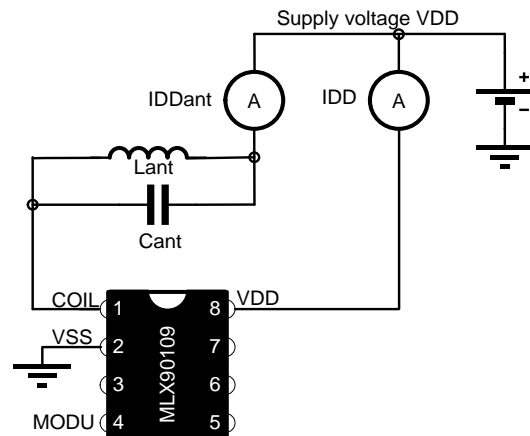 Supply voltage VDD
IDDant
A
IDD
A
+
−
Lant
Cant
COIL
1
8
VDD
VSS
2
7
MLX90109
3
6
MODU
4
5